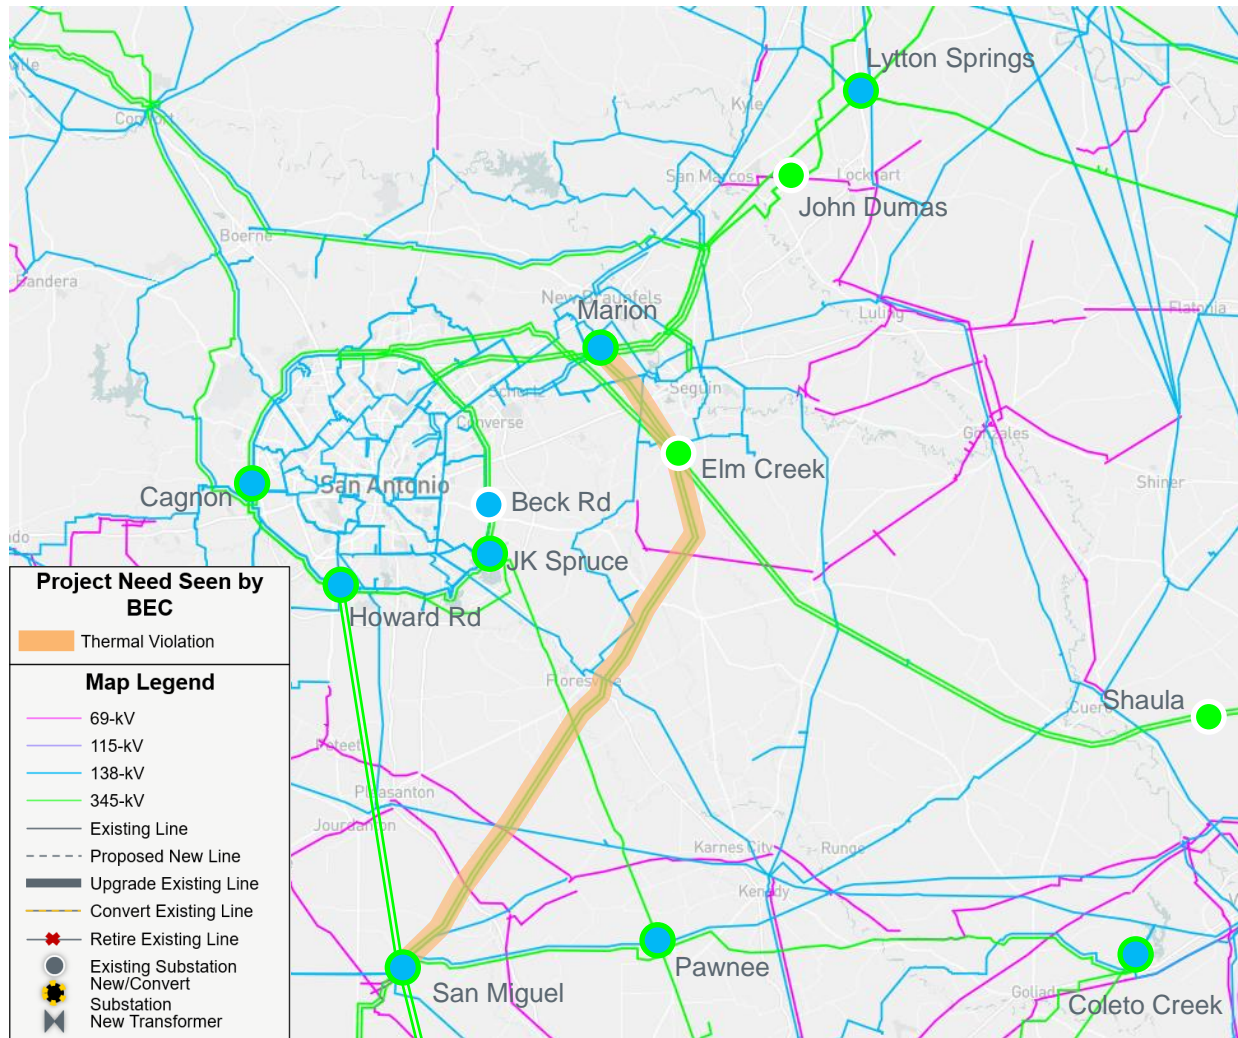 Lytton Springs
ville
Comfort
Kyle
San Marcos
Lockhart
John Dumas
Boerne
Bandera
New Braunfels
Marion
Luling
Flatonia
Schertz
Seguin
Converse
Gonzales
Elm Creek
Shiner
San Antonio
Cagnon
Beck Rd
ndo
JK Spruce
Howard Rd
Floresville
Cuero
Shaula
Poteet
Pleasanton
Jourdanton
Karnes City
Runge
Kenedy
Pawnee
San Miguel
Goliad
Coleto Creek
Project Need Seen by
BEC
Thermal Violation
Map Legend
69-kV
115-kV
138-kV
345-kV
Existing Line
Proposed New Line
Upgrade Existing Line
Convert Existing Line
Retire Existing Line
Existing Substation
New/Convert
Substation
New Transformer